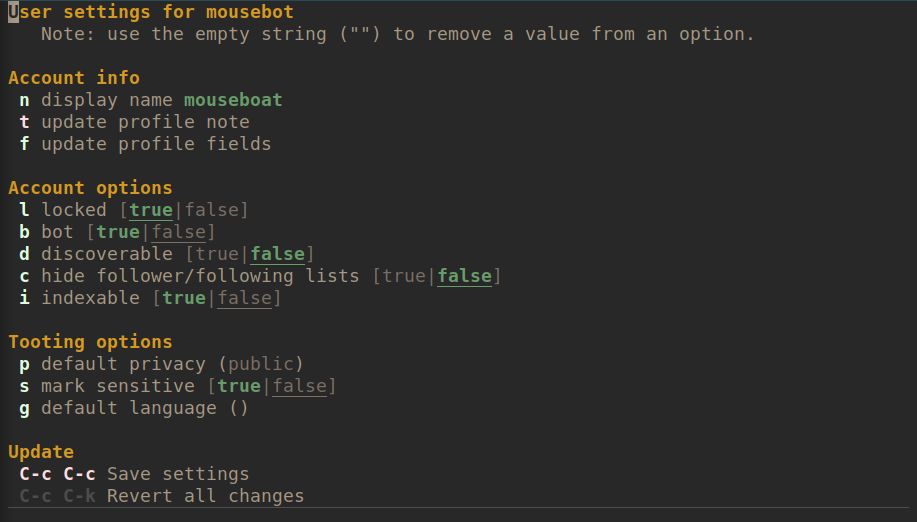 User settings for mousebot
Note: use the empty string ("") to remove a value from an option.
Account info
n display name mouseboat
t update profile note
f update profile fields
Account options
l locked [true|false]
b bot [true|false]
d discoverable [true|false]
c hide follower/following lists [true|false]
i indexable [true|false]
Tooting options
p default privacy (public)
s mark sensitive [true|false]
g default language ()
Update
C-c C-c Save settings
C-c C-k Revert all changes